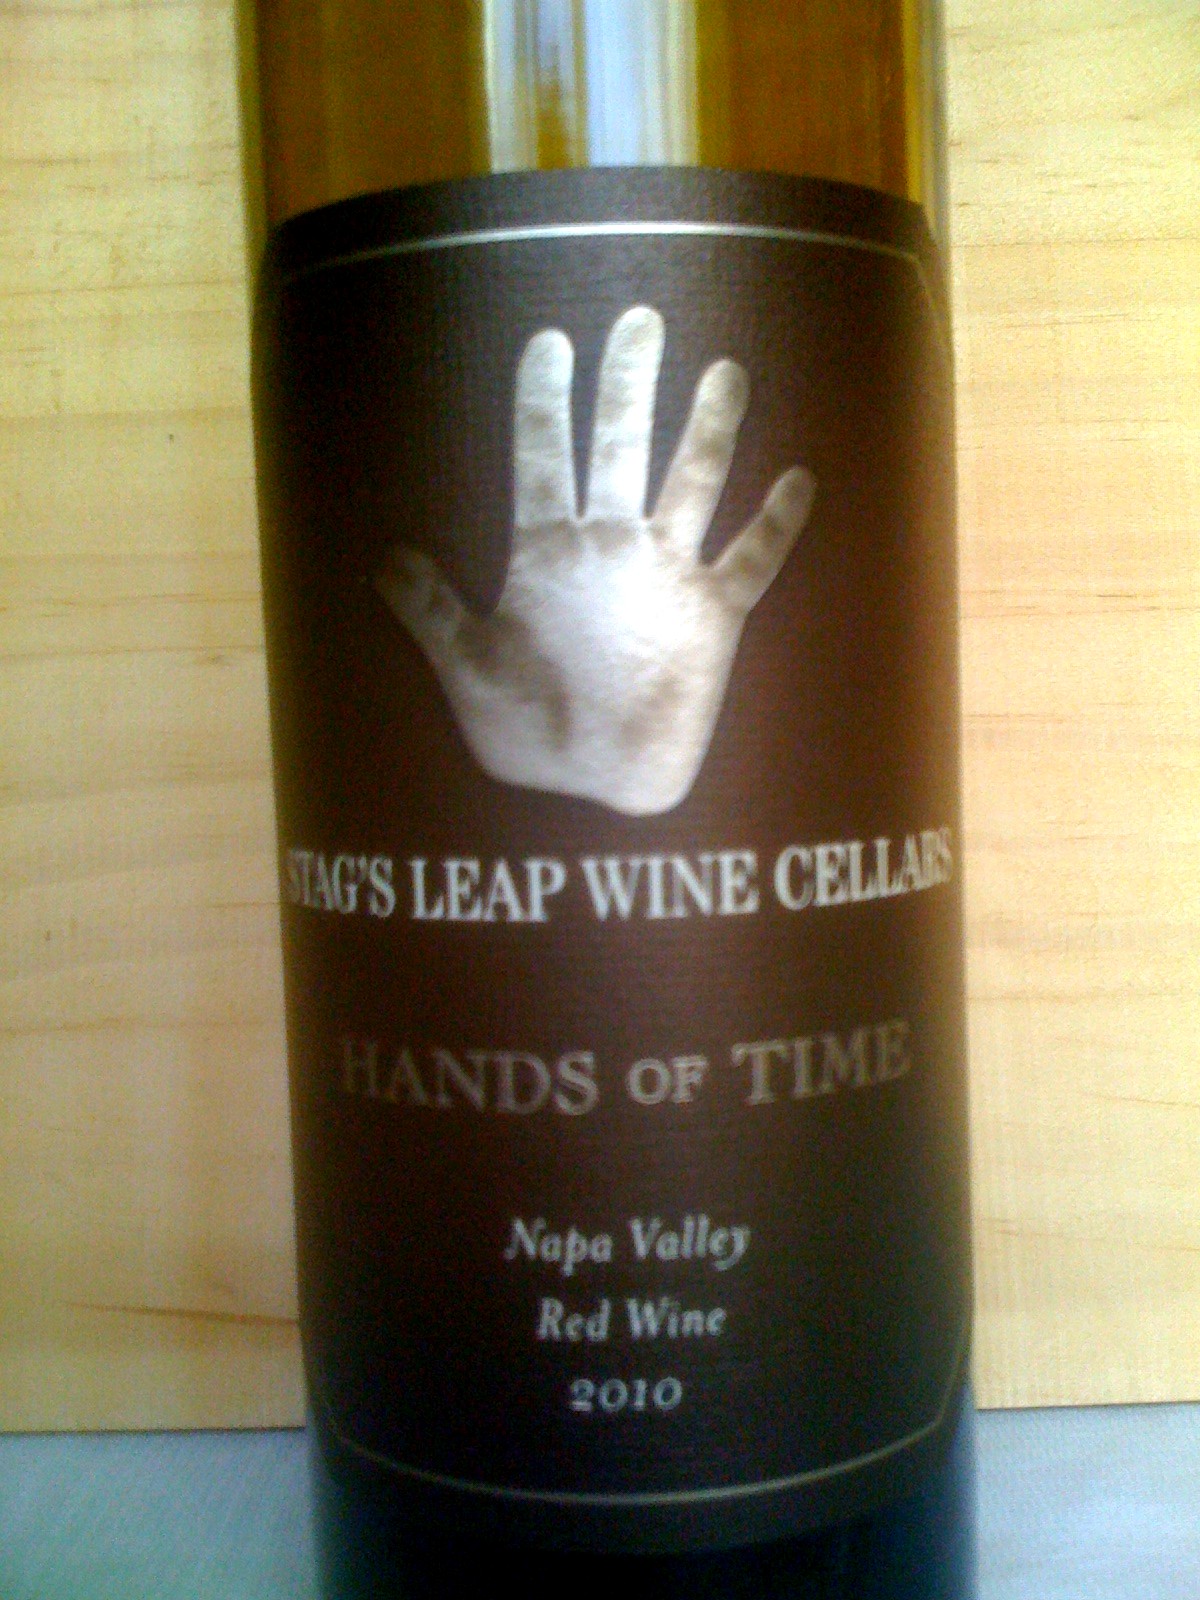 STAG'S LEAP WINE CELLARS
HANDS OF TIME
Napa Valley
Red Wine
2010